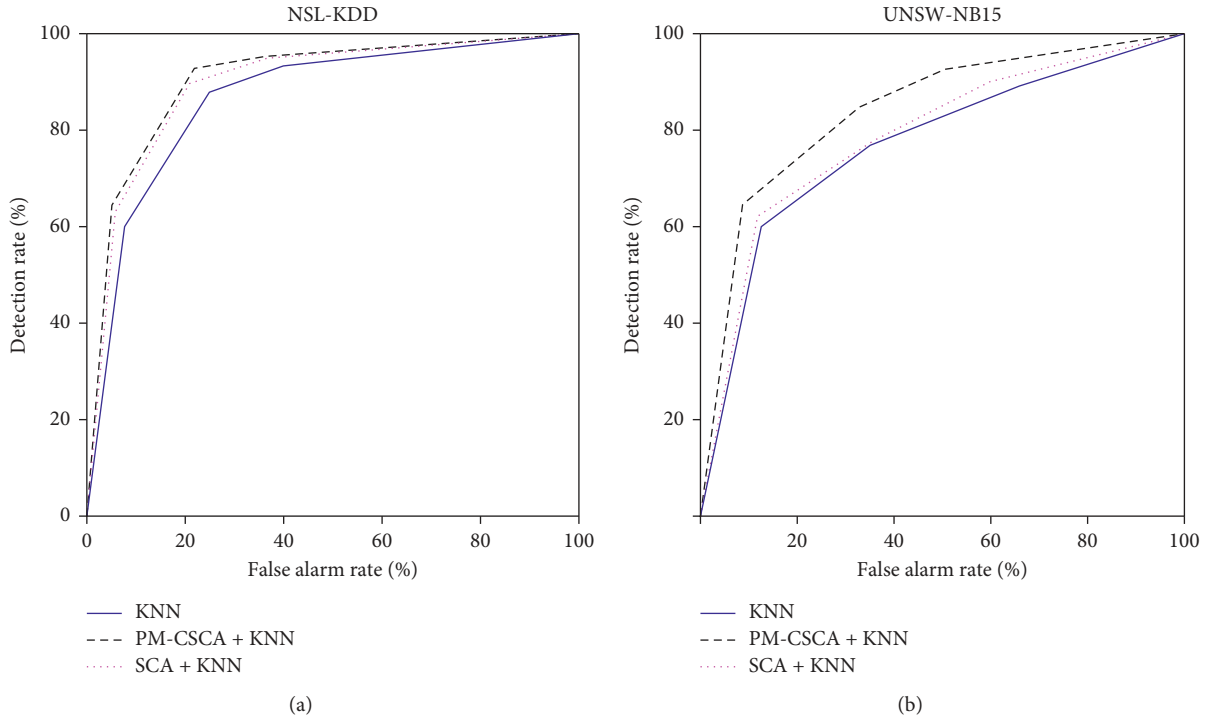 NSL-KDD
100
80
60
40
20
0
Detection rate (%)
0 20 40 60 80 100
False alarm rate (%)
KNN
PM-CSCA + KNN
SCA + KNN
(a)
UNSW-NB15
100
80
60
40
20
Detection rate (%)
20 40 60 80 100
False alarm rate (%)
KNN
PM-CSCA + KNN
SCA + KNN
(b)